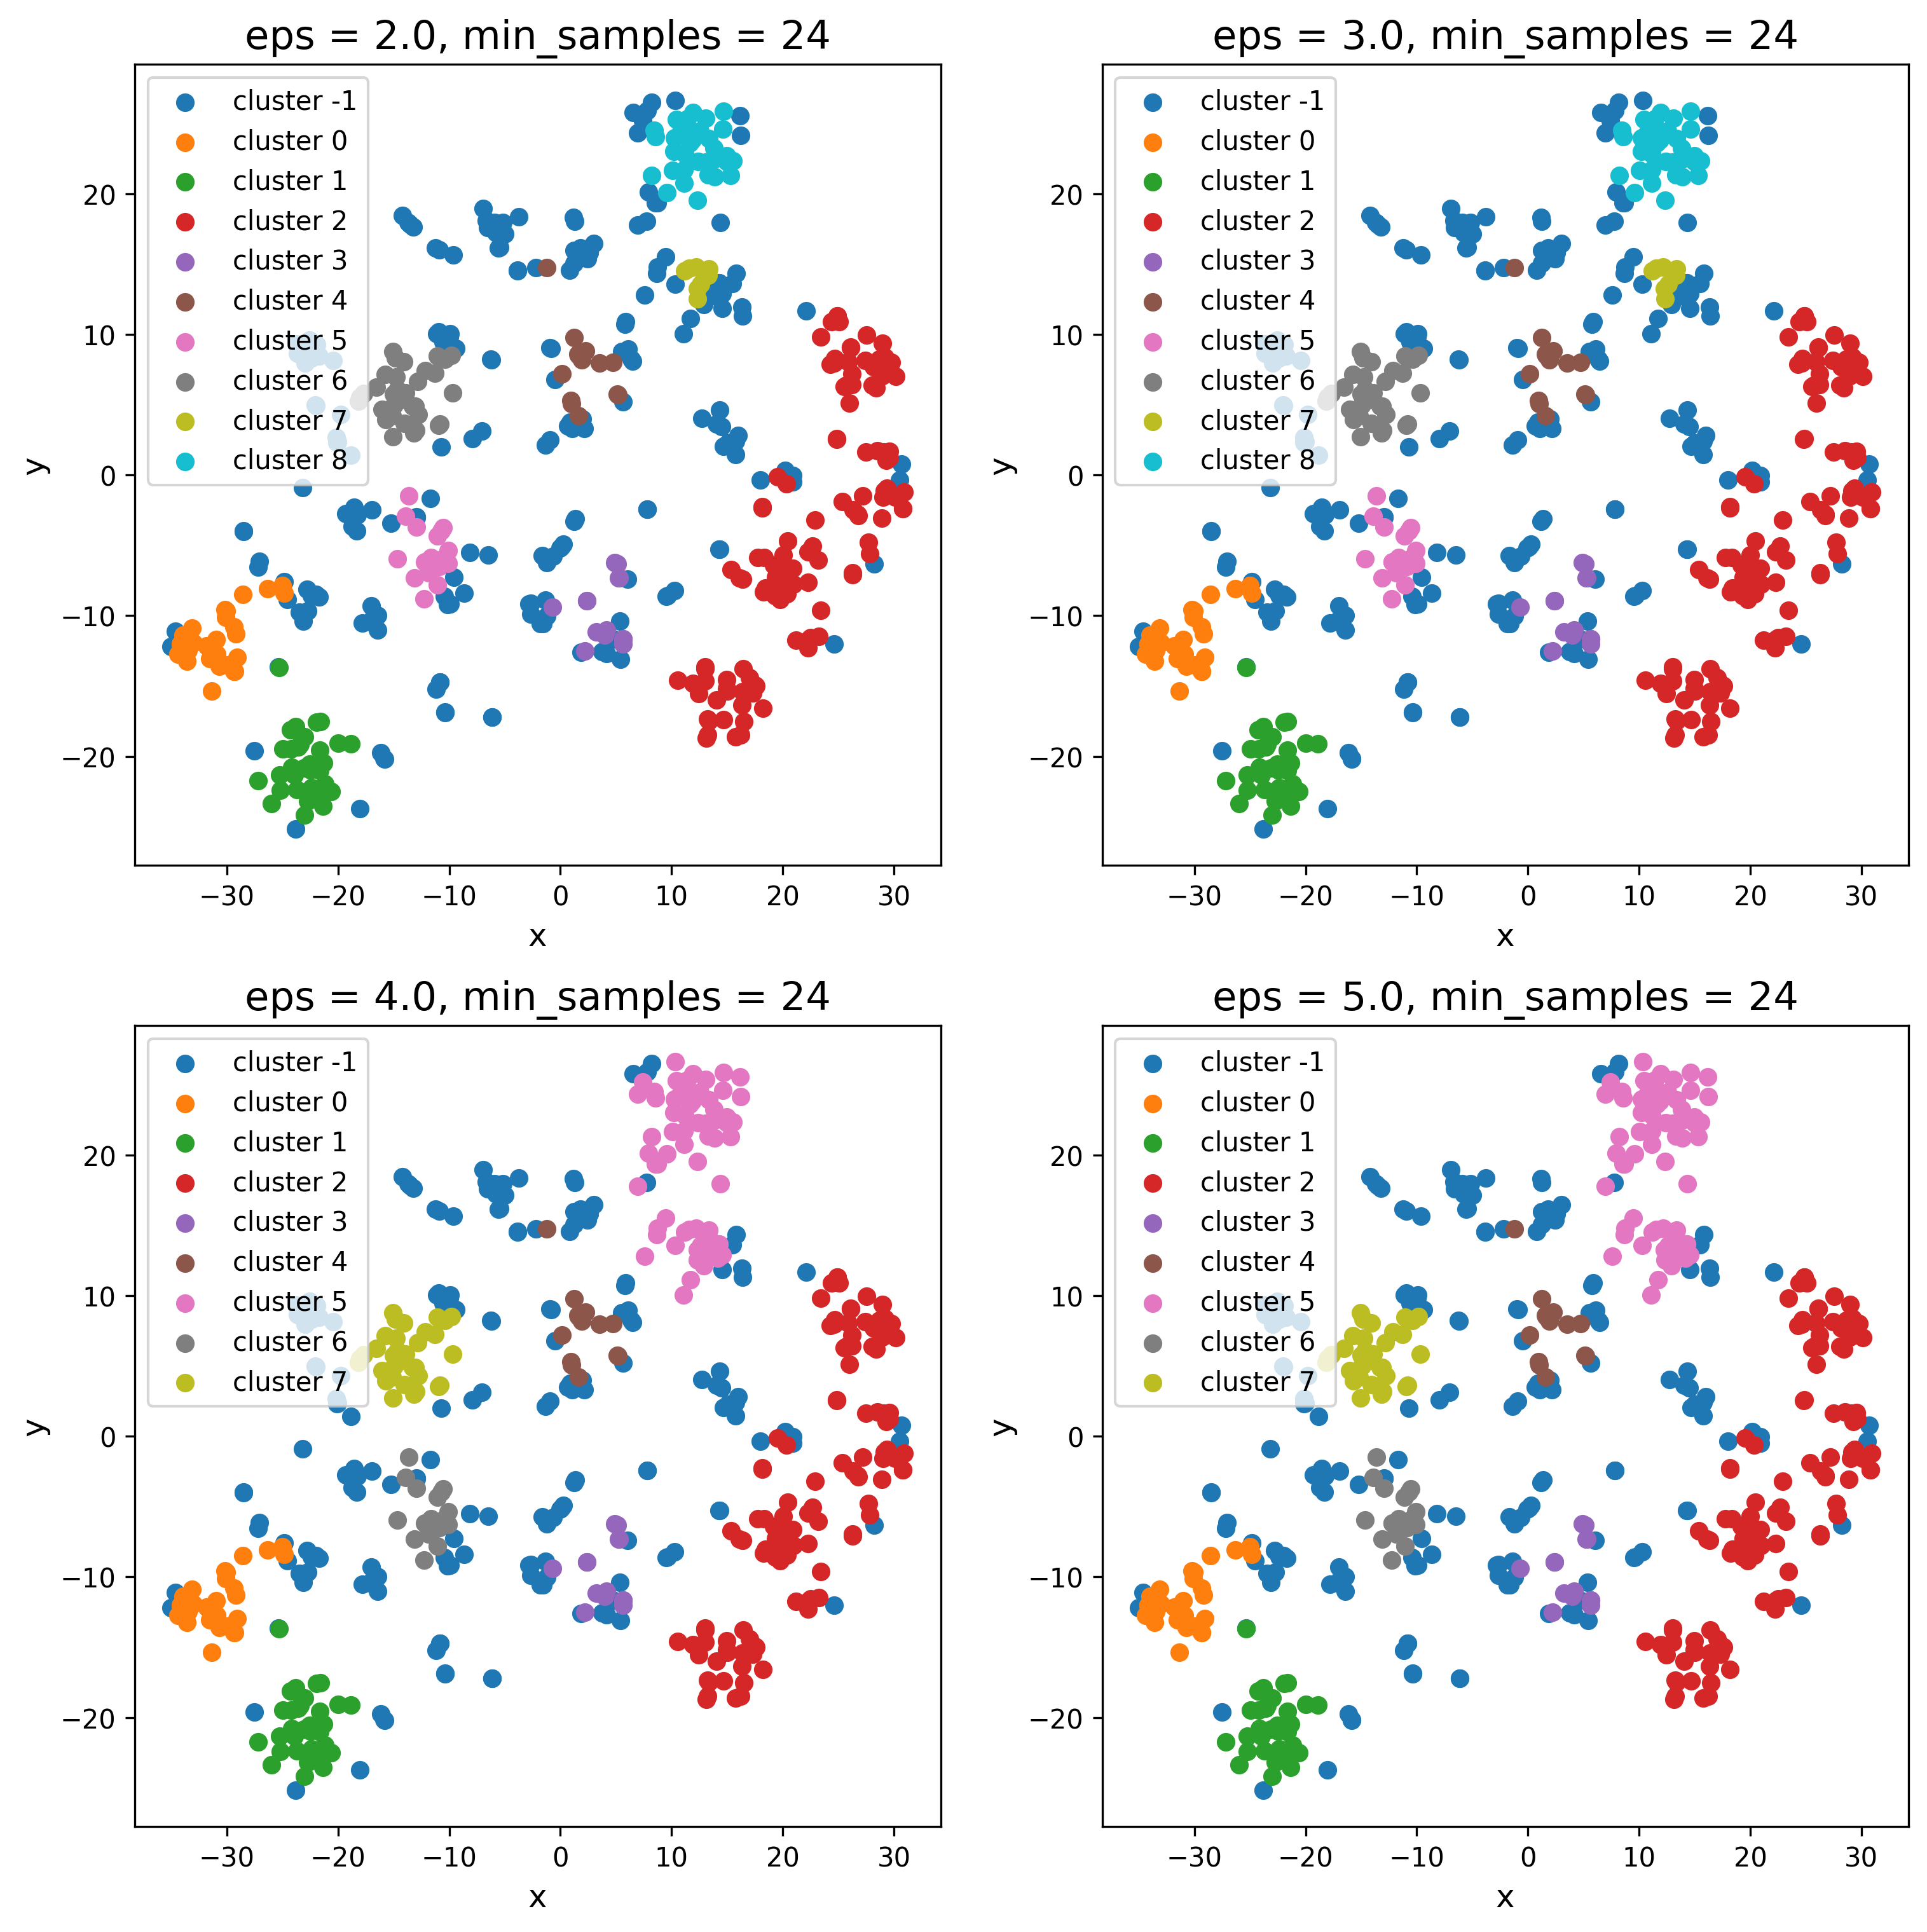 eps = 2.0, min_samples = 24
cluster -1
cluster 0
cluster 1
cluster 2
cluster 3
cluster 4
cluster 5
cluster 6
cluster 7
cluster 8
20
10
0
−10
−20
y
−30 −20 −10 0 10 20 30
x
eps = 3.0, min_samples = 24
cluster -1
cluster 0
cluster 1
cluster 2
cluster 3
cluster 4
cluster 5
cluster 6
cluster 7
cluster 8
20
10
0
−10
−20
y
−30 −20 −10 0 10 20 30
x
eps = 4.0, min_samples = 24
cluster -1
cluster 0
cluster 1
cluster 2
cluster 3
cluster 4
cluster 5
cluster 6
cluster 7
20
10
0
−10
−20
y
−30 −20 −10 0 10 20 30
x
eps = 5.0, min_samples = 24
cluster -1
cluster 0
cluster 1
cluster 2
cluster 3
cluster 4
cluster 5
cluster 6
cluster 7
20
10
0
−10
−20
y
−30 −20 −10 0 10 20 30
x